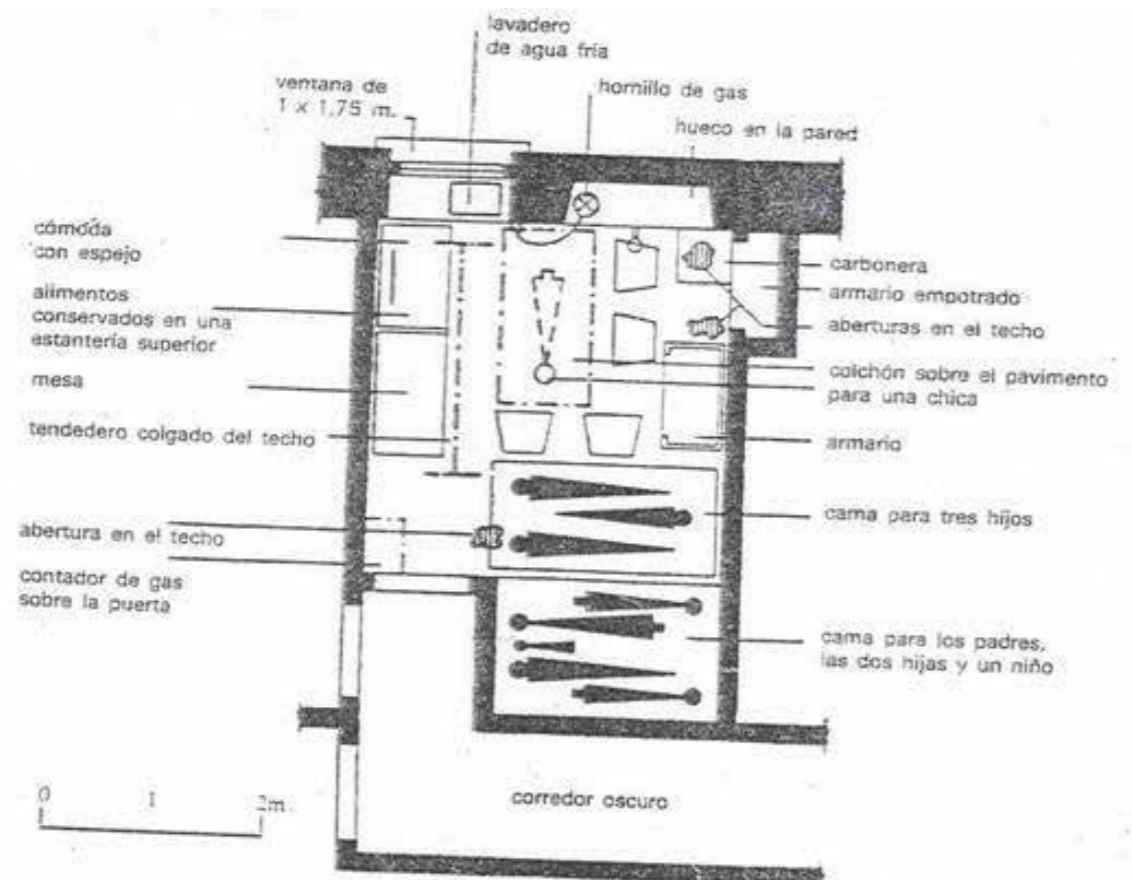 lavadero
de agua fría
ventana de
1 x 1,75 m.
hornillo de gas
hueco en la pared
cómoda
con espejo
alimentos
conservados en una
estantería superior
mesa
tendedero colgado del techo
abertura en el techo
contador de gas
sobre la puerta
carbonera
armario empotrado
aberturas en el techo
colchón sobre el pavimento
para una chica
armario
cama para tres hijos
cama para los padres,
las dos hijas y un niño
corredor oscuro
0 1 2m